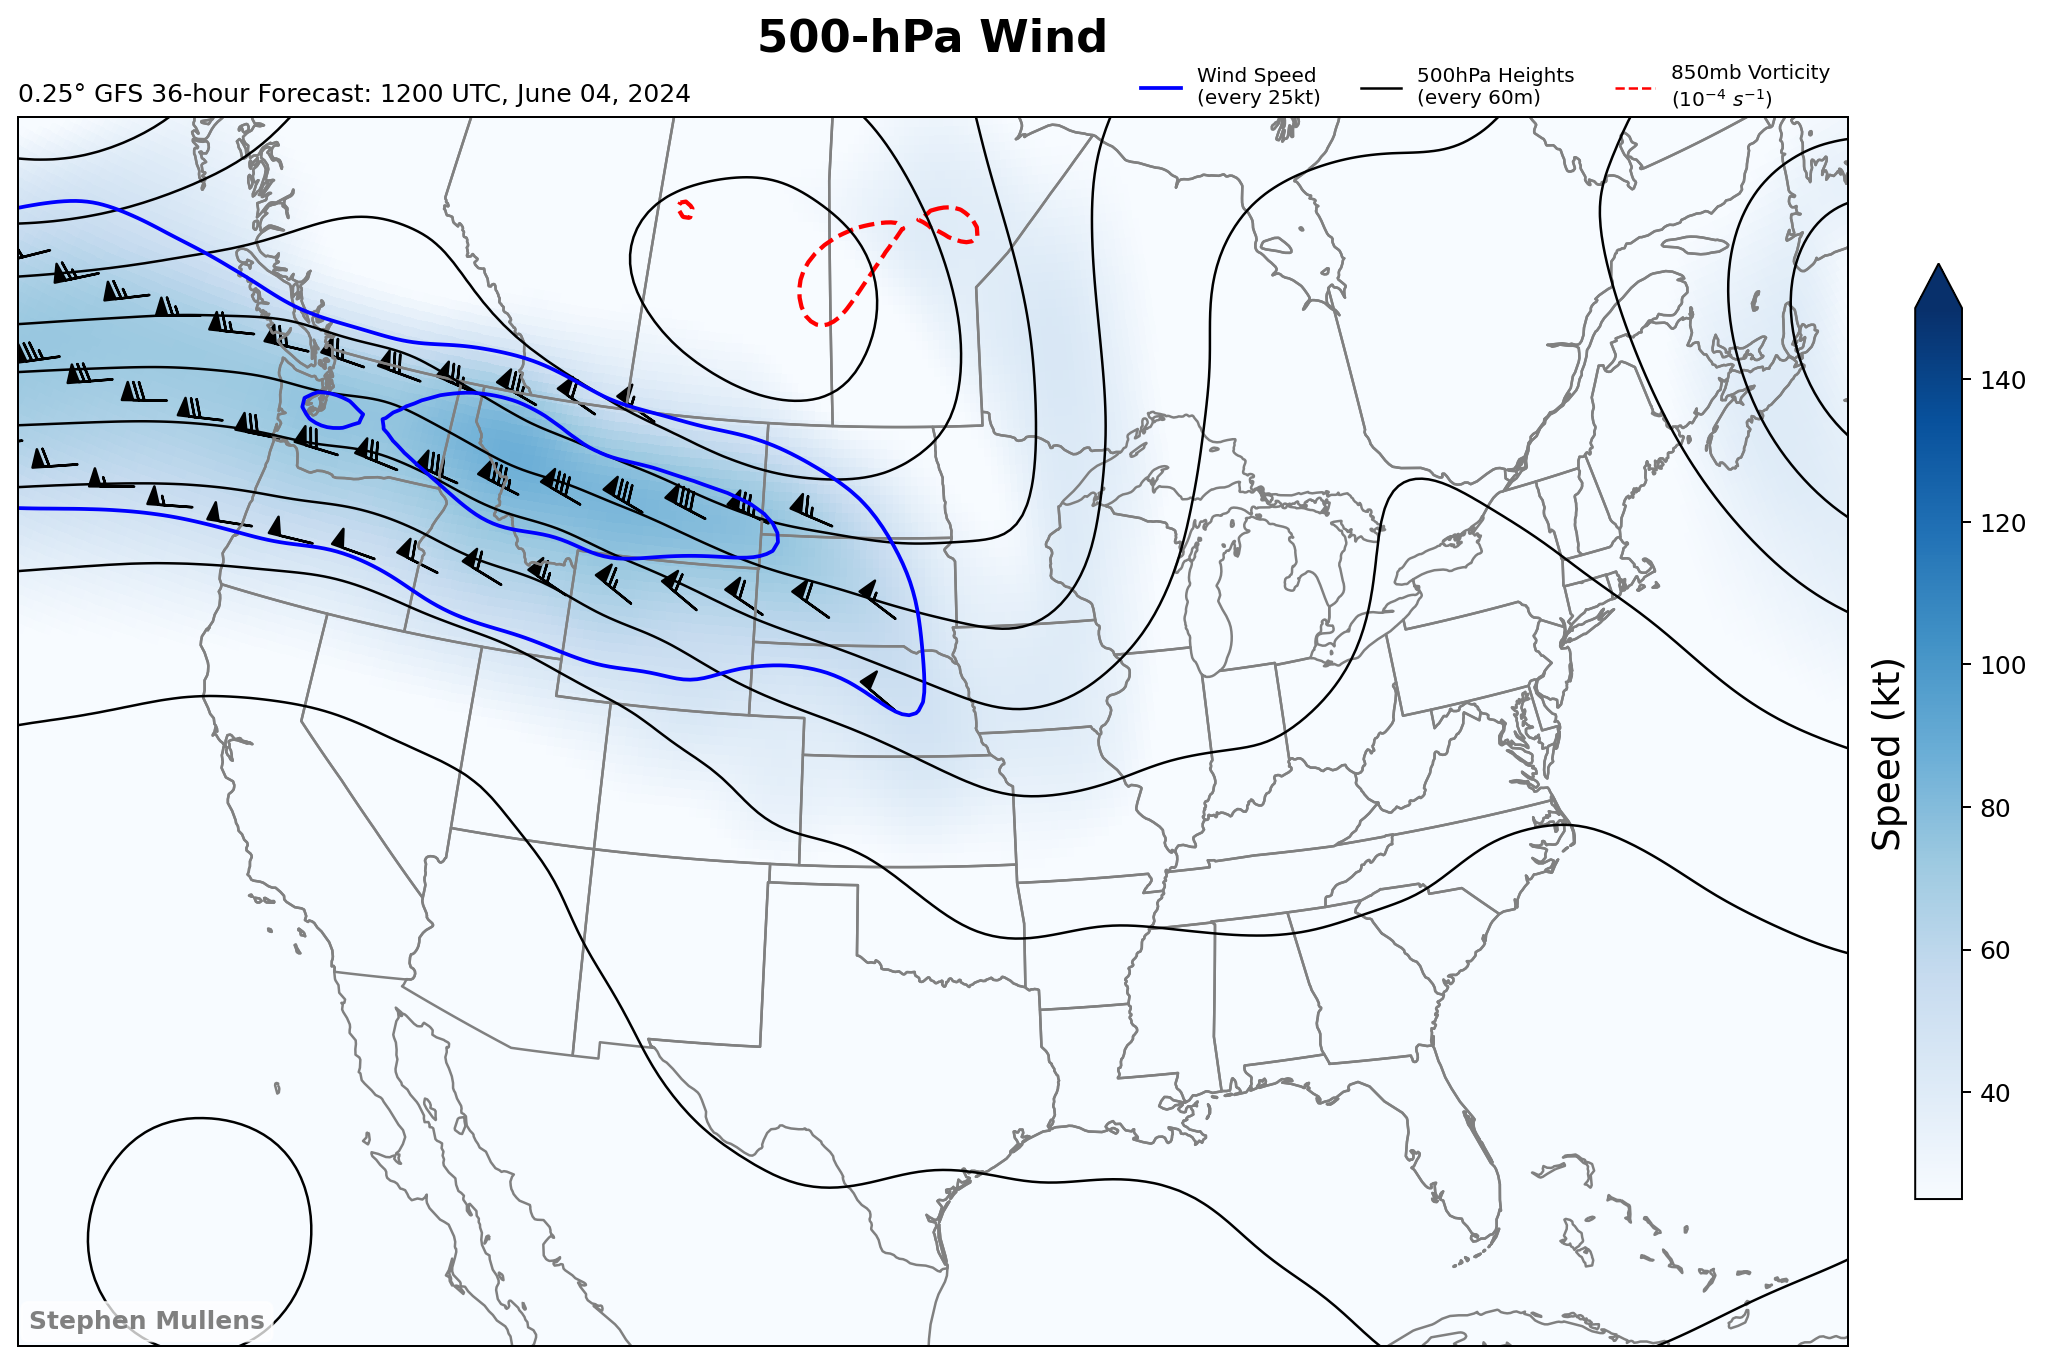 500-hPa Wind
0.25° GFS 36-hour Forecast: 1200 UTC, June 04, 2024
Wind Speed
(every 25kt)
500hPa Heights
(every 60m)
850mb Vorticity
(10⁻⁴ s⁻¹)
140
120
100
80
60
40
Speed (kt)
Stephen Mullens